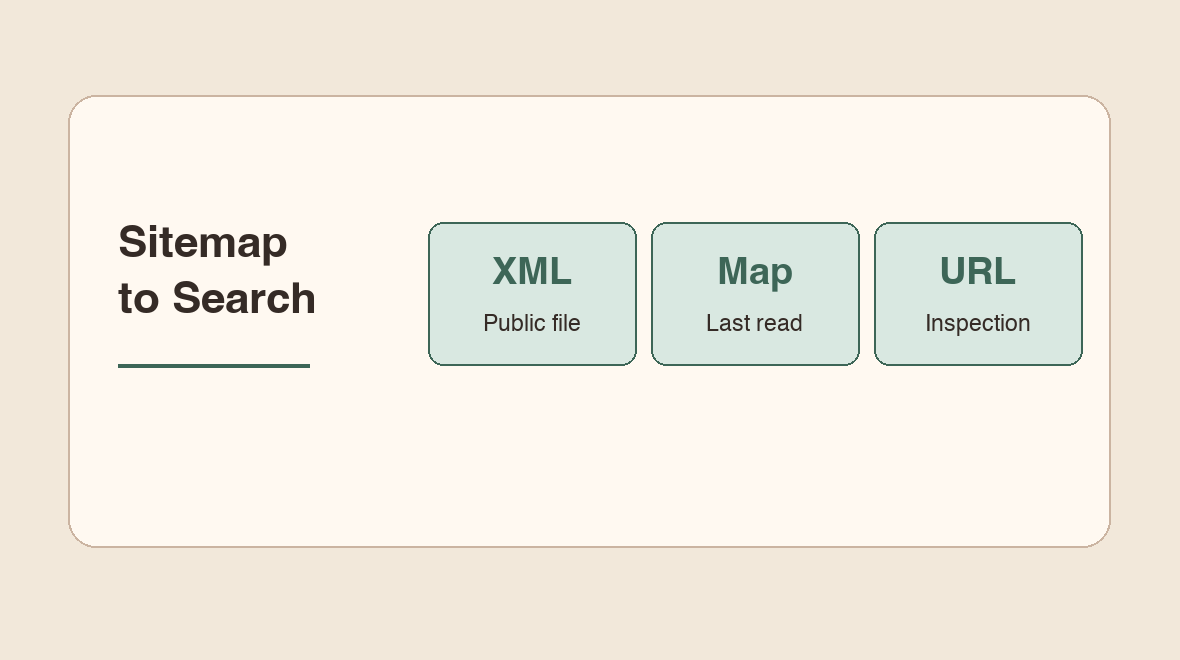 Sitemap
to Search
XML
Public file
Map
Last read
URL
Inspection